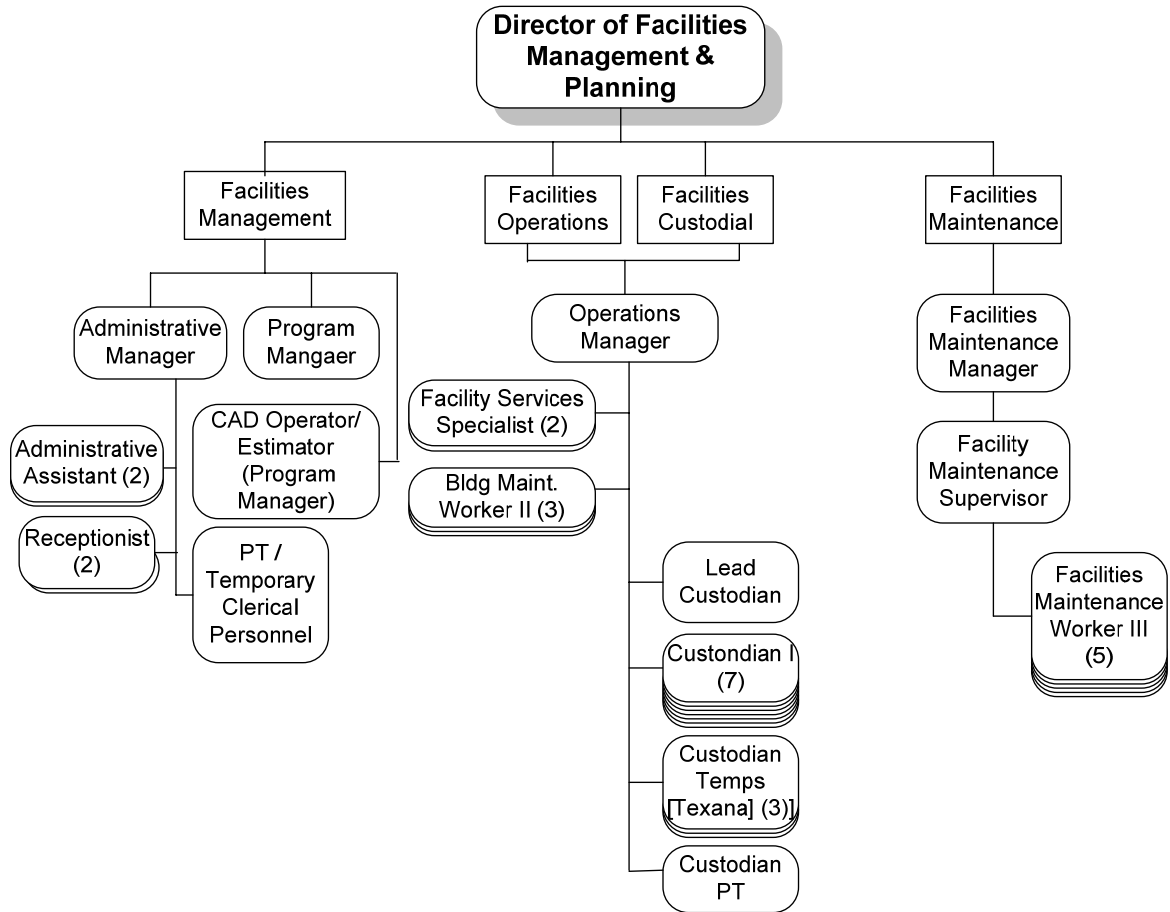 Director of Facilities
Management &
Planning
Facilities
Management
Facilities
Operations
Facilities
Custodial
Facilities
Maintenance
Administrative
Manager
Program
Mangaer
Operations
Manager
Facilities
Maintenance
Manager
CAD Operator/
Estimator
(Program
Manager)
Administrative
Assistant (2)
Receptionist
(2)
PT /
Temporary
Clerical
Personnel
Facility Services
Specialist (2)
Bldg Maint.
Worker II (3)
Lead
Custodian
Custondian I
(7)
Custodian
Temps
[Texana] (3)]
Custodian
PT
Facility
Maintenance
Supervisor
Facilities
Maintenance
Worker III
(5)